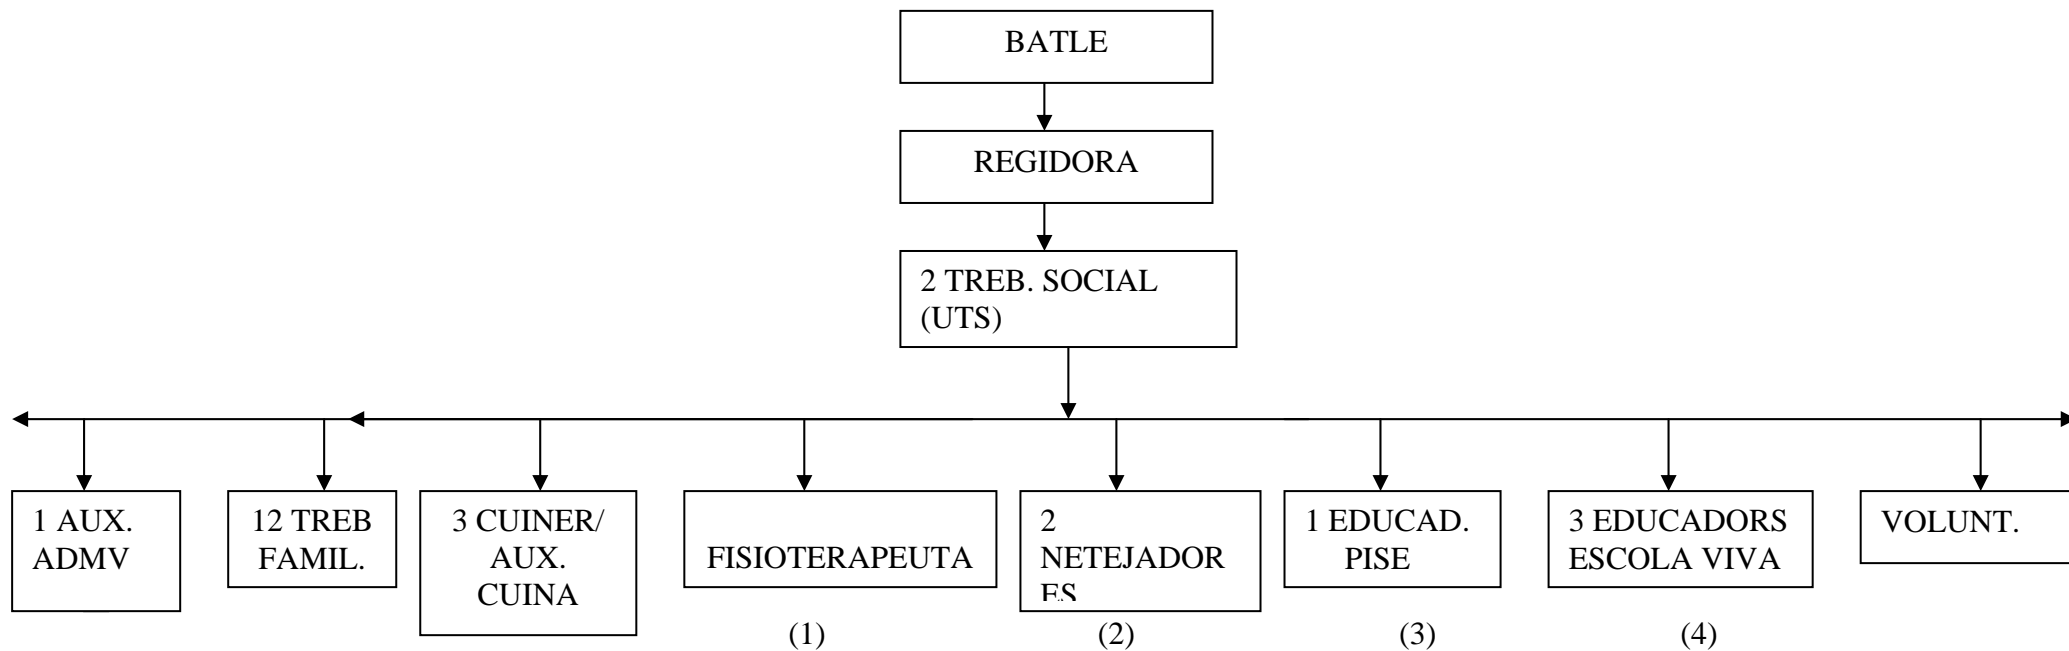 BATLE
REGIDORA
2 TREB. SOCIAL
(UTS)
1 AUX.
ADMV
12 TREB
FAMIL.
3 CUINER/
AUX.
CUINA
FISIOTERAPEUTA
2
NETEJADOR
ES
1 EDUCAD.
PISE
3 EDUCADORS
ESCOLA VIVA
VOLUNT.
(1)
(2)
(3)
(4)